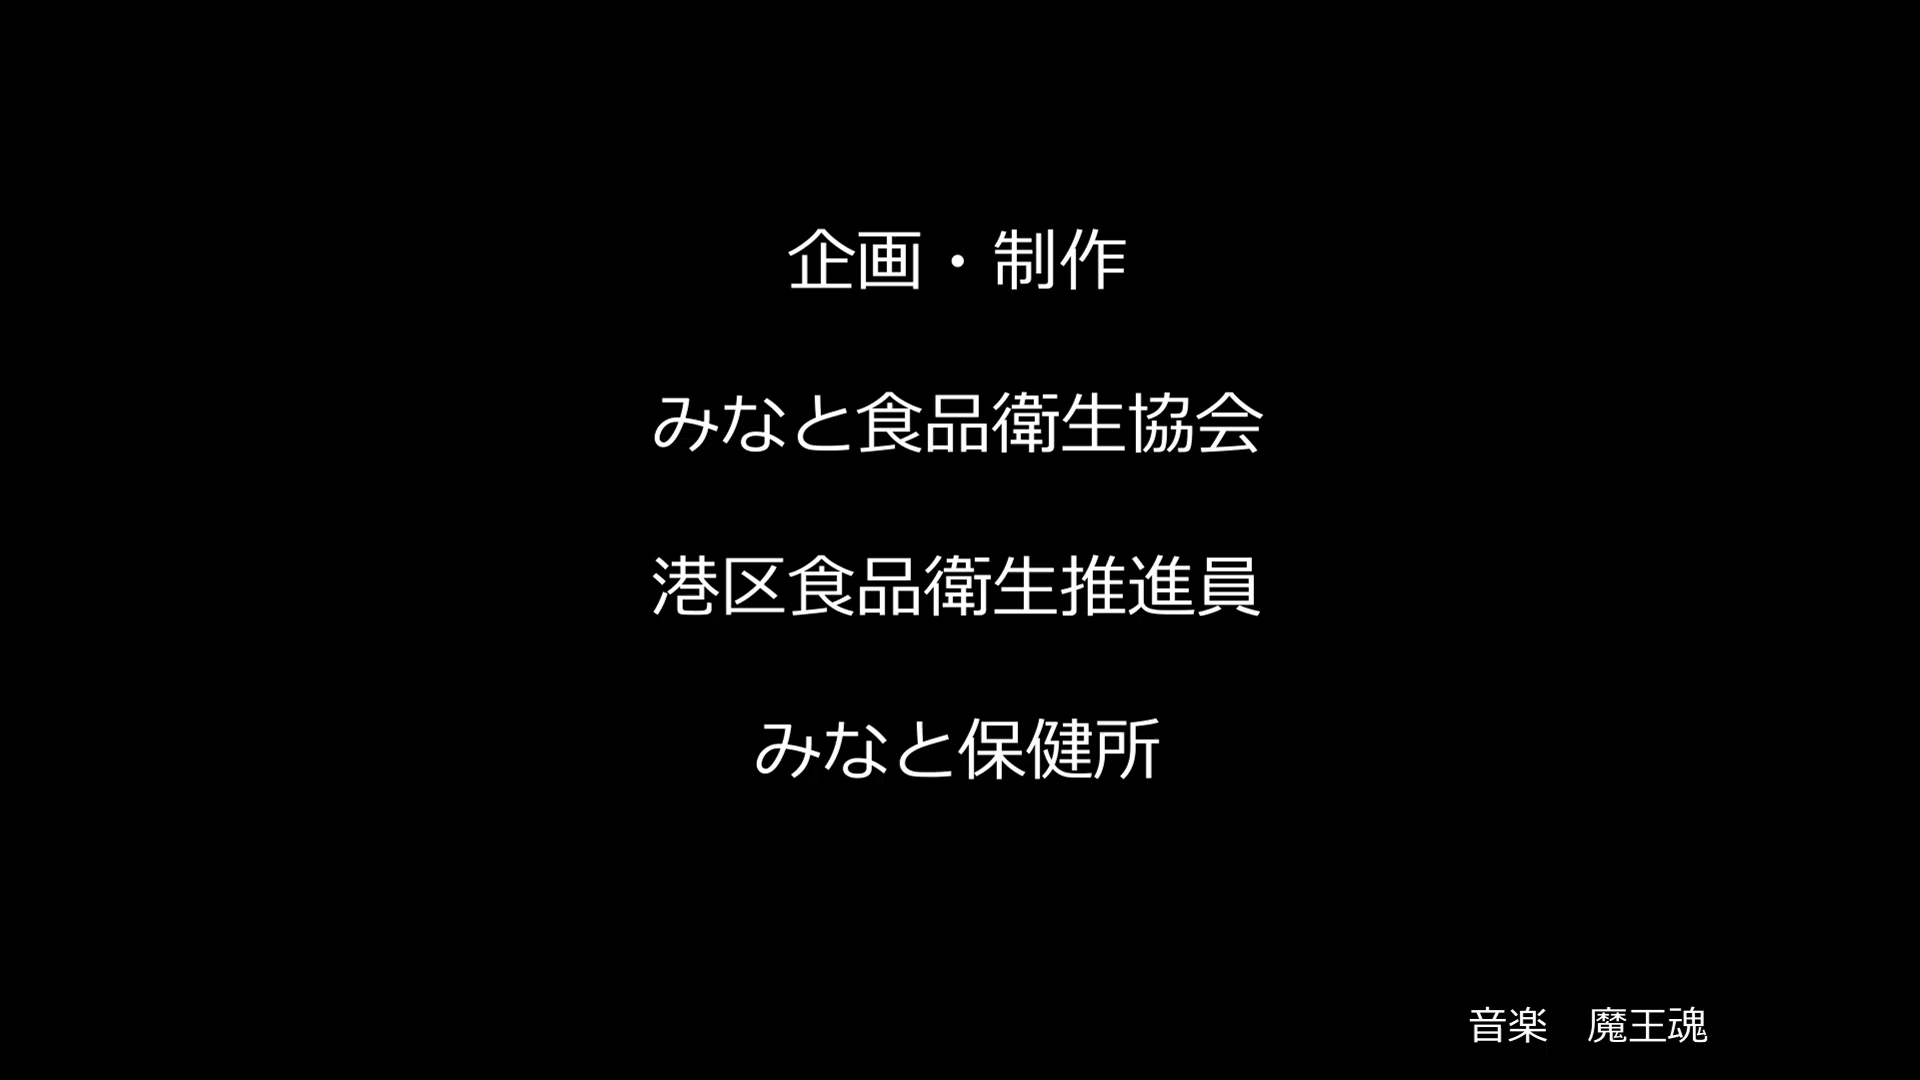 企画・制作
みなと食品衛生協会
港区食品衛生推進員
みなと保健所
音楽　魔王魂